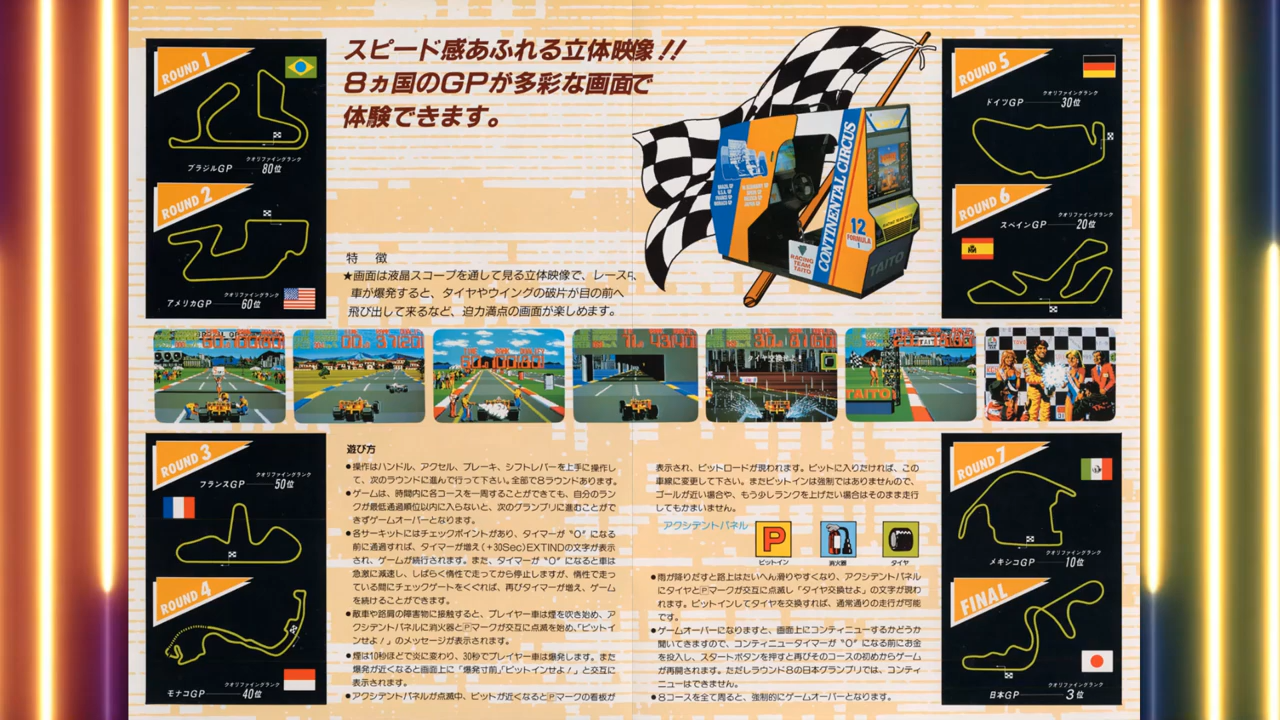 ROUND 1
ブラジルGP
クオリファイングランク
80位
ROUND 2
アメリカGP
クオリファイングランク
60位
スピード感あふれる立体映像!!
8ヵ国のGPが多彩な画面で
体験できます。
特 徴
★画面は液晶スコープを通して見る立体映像で、レース中、
車が爆発すると、タイヤやウイングの破片が目の前へ
飛び出して来るなど、迫力満点の画面が楽しめます。
CONTINENTAL CIRCUS
12
FORMULA
1
RACING
TEAM
TAITO
TAITO
ROUND 5
クオリファイングランク
ドイツGP
30位
ROUND 6
クオリファイングランク
スペインGP
20位
TAITO
ROUND 3
クオリファイングランク
フランスGP
50位
ROUND 4
クオリファイングランク
モナコGP
40位
遊び方
●操作はハンドル、アクセル、ブレーキ、シフトレバーを上手に操作し
て、次のラウンドに進んで行って下さい。全部で8ラウンドあります。
●ゲームは、時間内に各コースを一周することができても、自分のラン
クが最低通過順位以内に入らないと、次のグランプリに進むことがで
きずゲームオーバーとなります。
●各サーキットにはチェックポイントがあり、タイマーが〝O〞になる
前に通過すれば、タイマーが増え(+30Sec)EXTINDの文字が表示
され、ゲームが続行されます。また、タイマーが〝O〞になると車は
急激に減速し、しばらく惰性で走ってから停止しますが、惰性で走っ
ている間にチェックゲートをくぐれば、再びタイマーが増え、ゲーム
を続けることができます。
●敵車や路肩の障害物に接触すると、プレイヤー車は煙を吹き始め、ア
クシデントパネルに消火器とPマークが交互に点滅を始め、「ピットイ
ンせよ!」のメッセージが表示されます。
●煙は10秒ほどで炎に変わり、30秒でプレイヤー車は爆発します。また
爆発が近くなると画面上に「爆発寸前」「ピットインせよ!」と交互に
表示されます。
●アクシデントパネルが点滅中、ピットが近くなるとPマークの看板が
表示され、ピットロードが現われます。ピットに入りたければ、この
車線に変更して下さい。またピットインは強制ではありませんので、
ゴールが近い場合や、もう少しランクを上げたい場合はそのまま走行
してもかまいません。
アクシデントパネル
P
ピットイン
消火器
タイヤ
●雨が降りだすと路上はたいへん滑りやすくなり、アクシデントパネル
にタイヤとPマークが交互に点滅し「タイヤ交換せよ」の文字が現わ
れます。ピットインしてタイヤを交換すれば、通常通りの走行が可能
です。
●ゲームオーバーになりますと、画面上にコンティニューするかどうか
聞いてきますので、コンティニュータイマーが〝O〞になる前にお金
を投入し、スタートボタンを押すと再びそのコースの初めからゲーム
が再開されます。ただしラウンド8の日本グランプリでは、コンティ
ニューはできません。
●8コースを全て周ると、強制的にゲームオーバーになります。
ROUND 7
クオリファイングランク
メキシコGP
10位
FINAL
クオリファイングランク
日本GP
3位